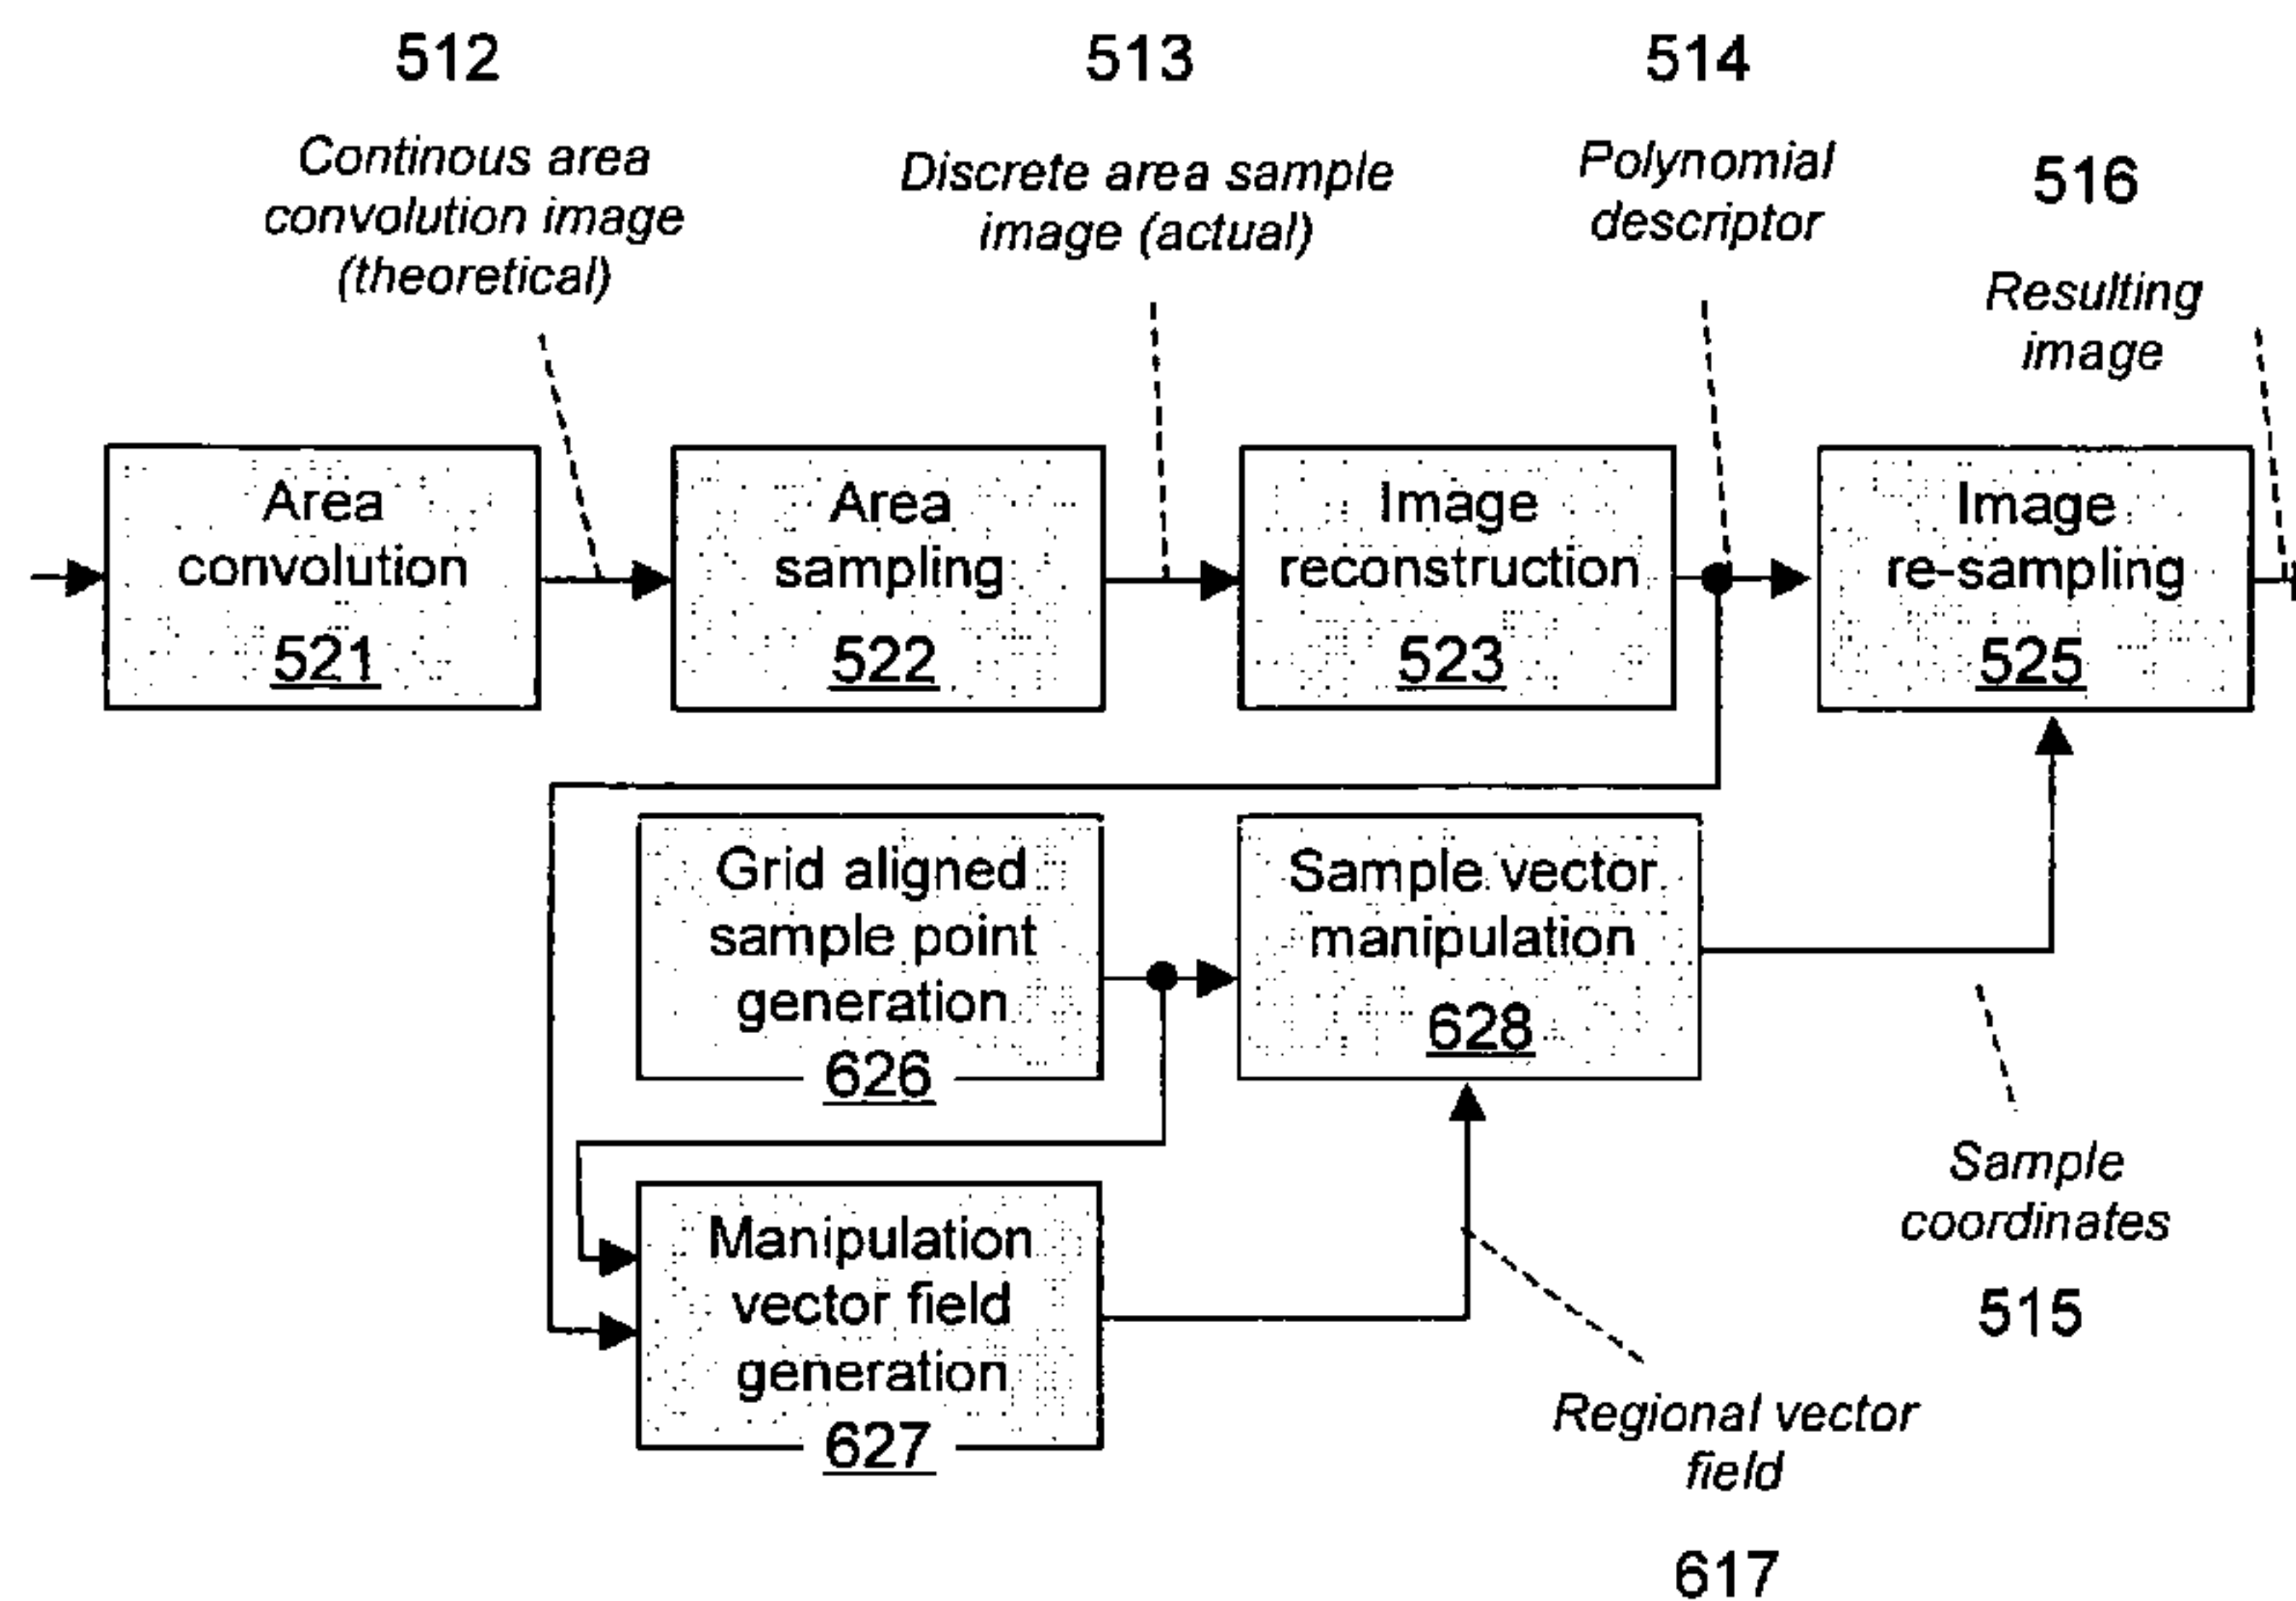 512
Continous area
convolution image
(theoretical)
513
Discrete area sample
image (actual)
514
Polynomial
descriptor
516
Resulting
image
Area
convolution
521
Area
sampling
522
Image
reconstruction
523
Image
re-sampling
525
Grid aligned
sample point
generation
626
Sample vector
manipulation
628
Manipulation
vector field
generation
627
Sample
coordinates
515
Regional vector
field
617